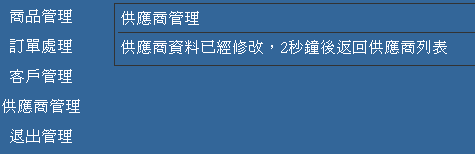 商品管理
訂單處理
客戶管理
供應商管理
退出管理
供應商管理
供應商資料已經修改，2秒鐘後返回供應商列表